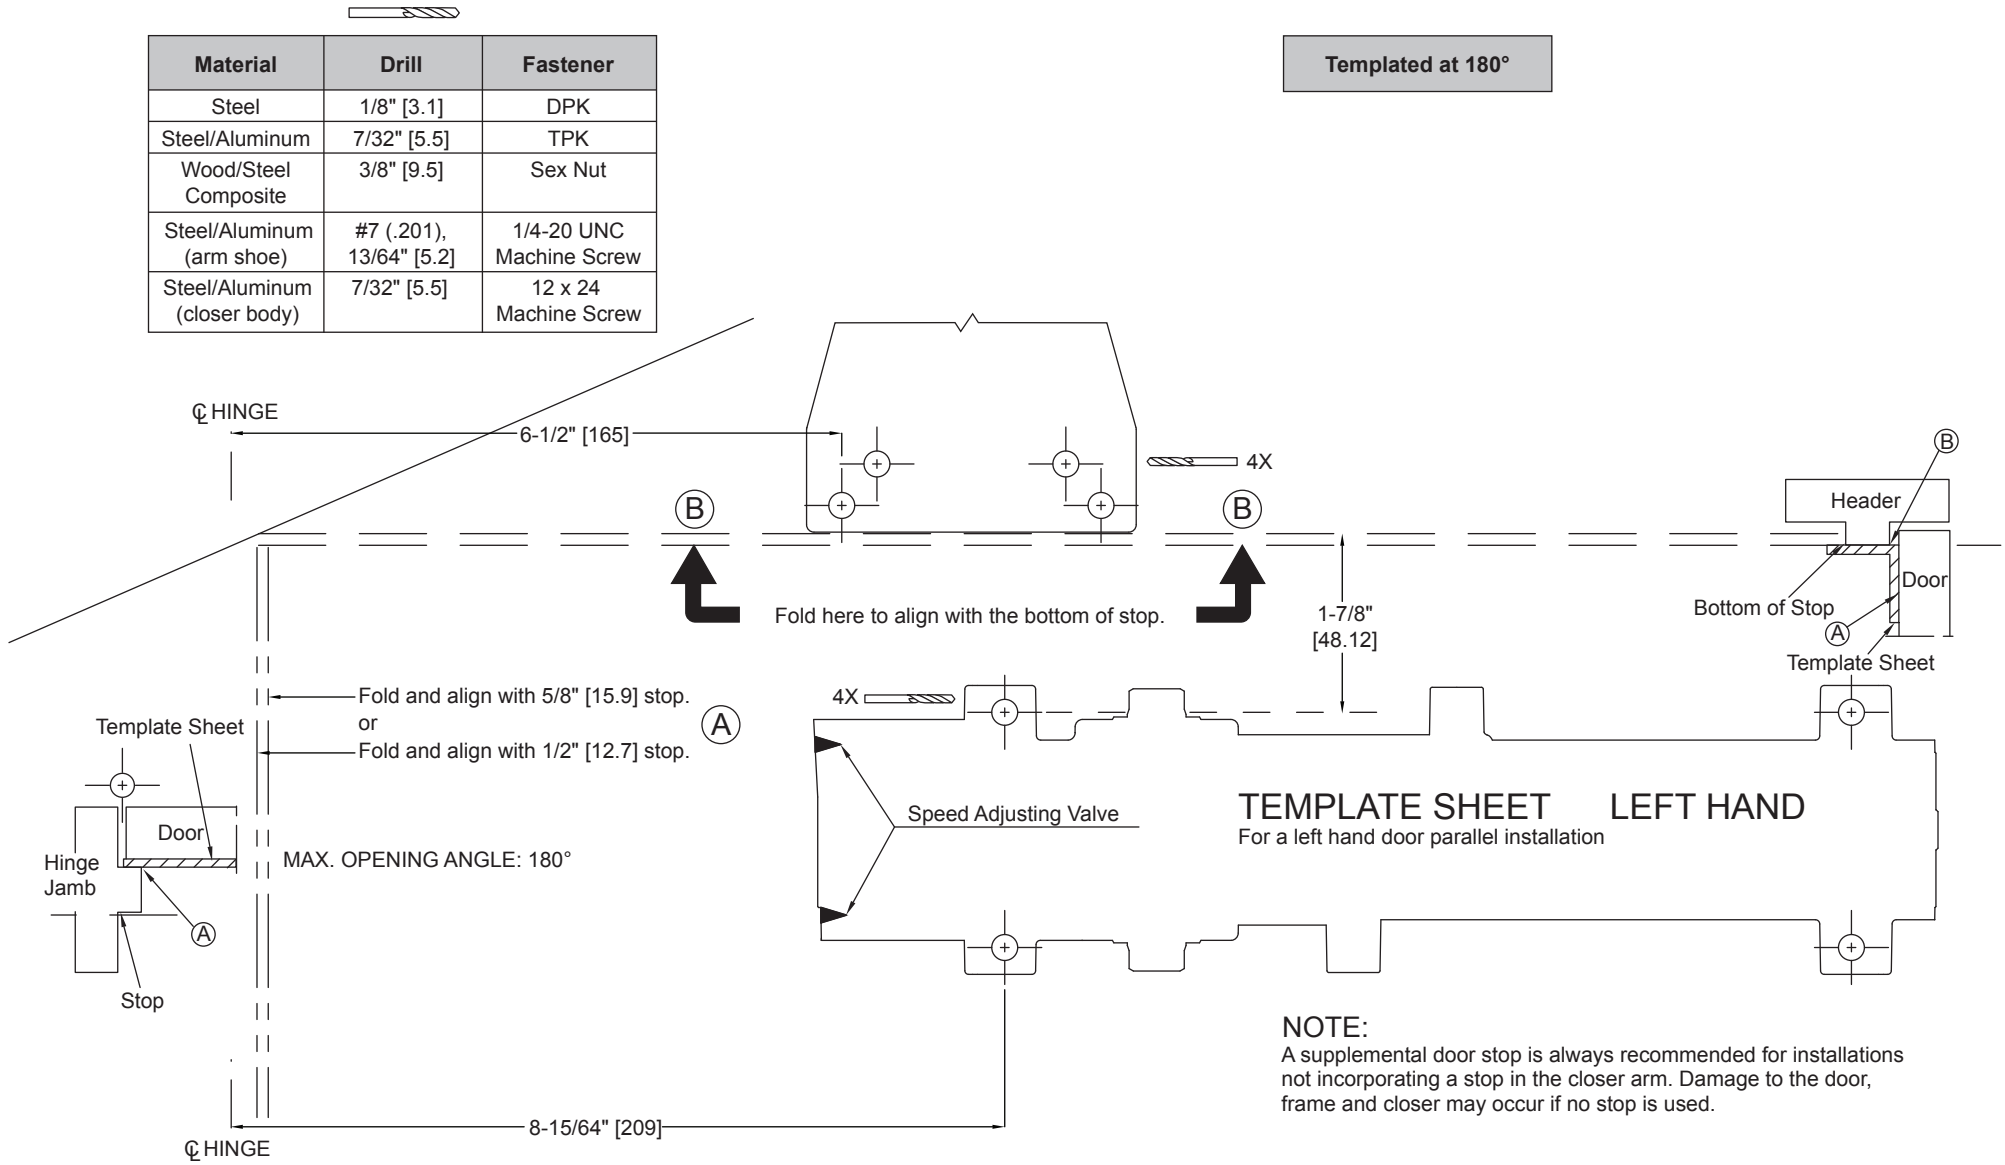 Material Drill Fastener
Steel 1/8" [3.1] DPK
Steel/Aluminum 7/32" [5.5] TPK
Wood/Steel 3/8" [9.5] Sex Nut
Composite
Steel/Aluminum #7 (.201), 1/4-20 UNC
(arm shoe) 13/64" [5.2] Machine Screw
Steel/Aluminum 7/32" [5.5] 12 x 24
(closer body) Machine Screw
Templated at 180°
℄ HINGE
6-1/2" [165]
4X
B
B
B
Header
Door
Bottom of Stop
A
Template Sheet
Fold here to align with the bottom of stop.
1-7/8"
[48.12]
Fold and align with 5/8" [15.9] stop.
or
Fold and align with 1/2" [12.7] stop.
A
4X
Template Sheet
Door
Hinge
Jamb
A
Stop
MAX. OPENING ANGLE: 180°
Speed Adjusting Valve
TEMPLATE SHEET LEFT HAND
For a left hand door parallel installation
NOTE:
A supplemental door stop is always recommended for installations
not incorporating a stop in the closer arm. Damage to the door,
frame and closer may occur if no stop is used.
8-15/64" [209]
℄ HINGE